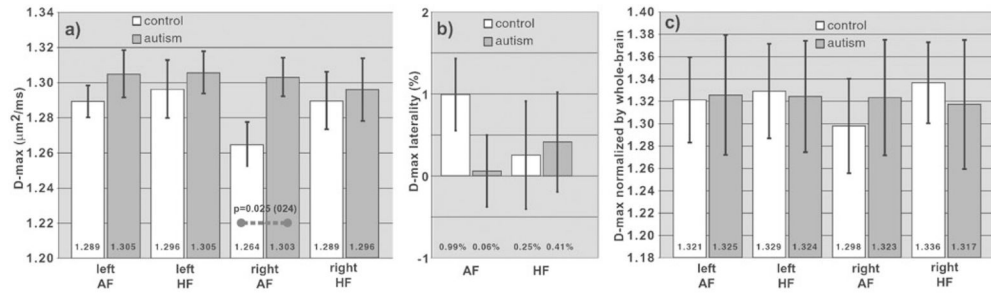 a)
control
autism
D-max (μm²/ms)
1.34
1.32
1.30
1.28
1.26
1.24
1.22
1.20
p=0.025 (024)
1.289 1.305 1.296 1.305 1.264 1.303 1.289 1.296
left AF
left HF
right AF
right HF
b)
control
autism
D-max laterality (%)
2
1
0
-1
0.99% 0.06% 0.25% 0.41%
AF HF
c)
control
autism
D-max normalized by whole-brain
1.40
1.38
1.36
1.34
1.32
1.30
1.28
1.26
1.24
1.22
1.20
1.18
1.321 1.325 1.329 1.324 1.298 1.323 1.336 1.317
left AF
left HF
right AF
right HF